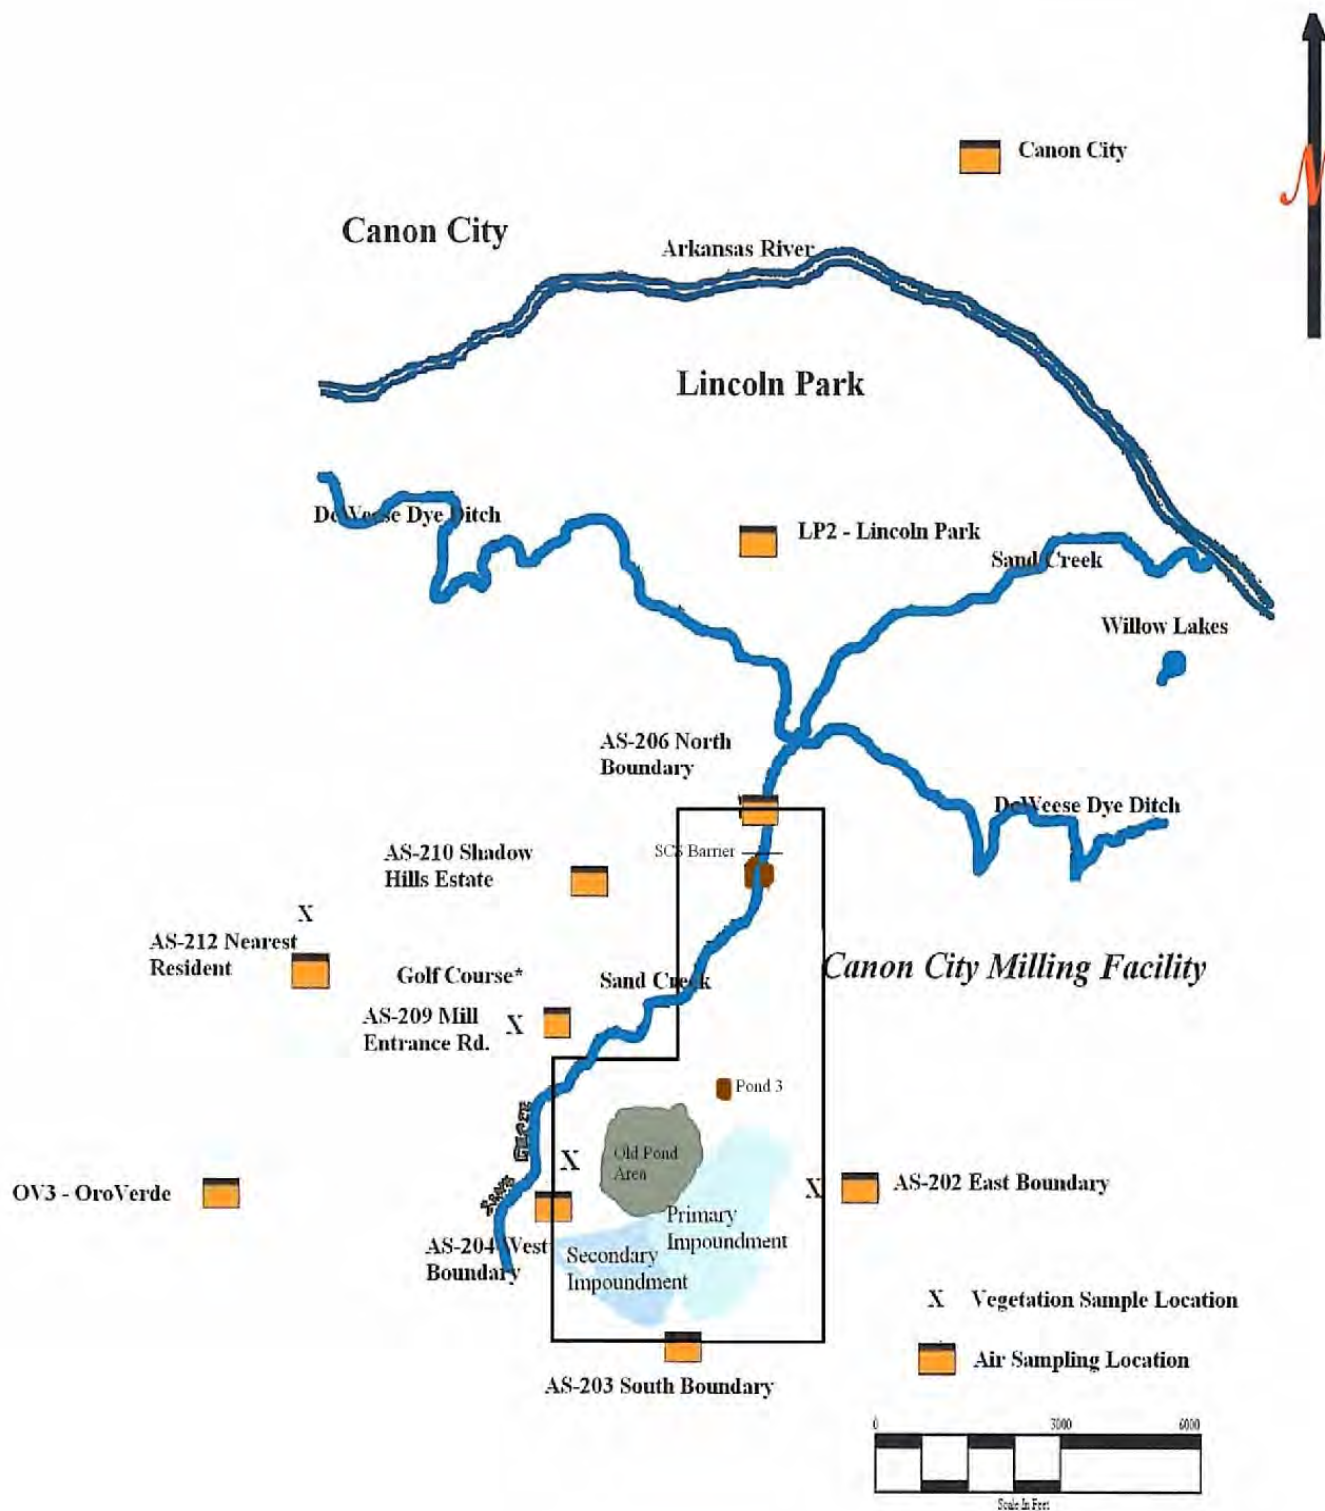 Canon City
N
Canon City
Arkansas River
Lincoln Park
DeWeese Dye Ditch
LP2 - Lincoln Park
Sand Creek
Willow Lakes
AS-206 North
Boundary
DeWeese Dye Ditch
SCS Barrier
AS-210 Shadow
Hills Estate
X
AS-212 Nearest
Resident
Canon City Milling Facility
Golf Course*
Sand Creek
AS-209 Mill
Entrance Rd.
X
Pond 3
Old Pond
Area
X
OV3 - OroVerde
X
AS-202 East Boundary
Primary
Impoundment
AS-204 West
Boundary
Secondary
Impoundment
X Vegetation Sample Location
Air Sampling Location
AS-203 South Boundary
0 3000 6000
Scale In Feet